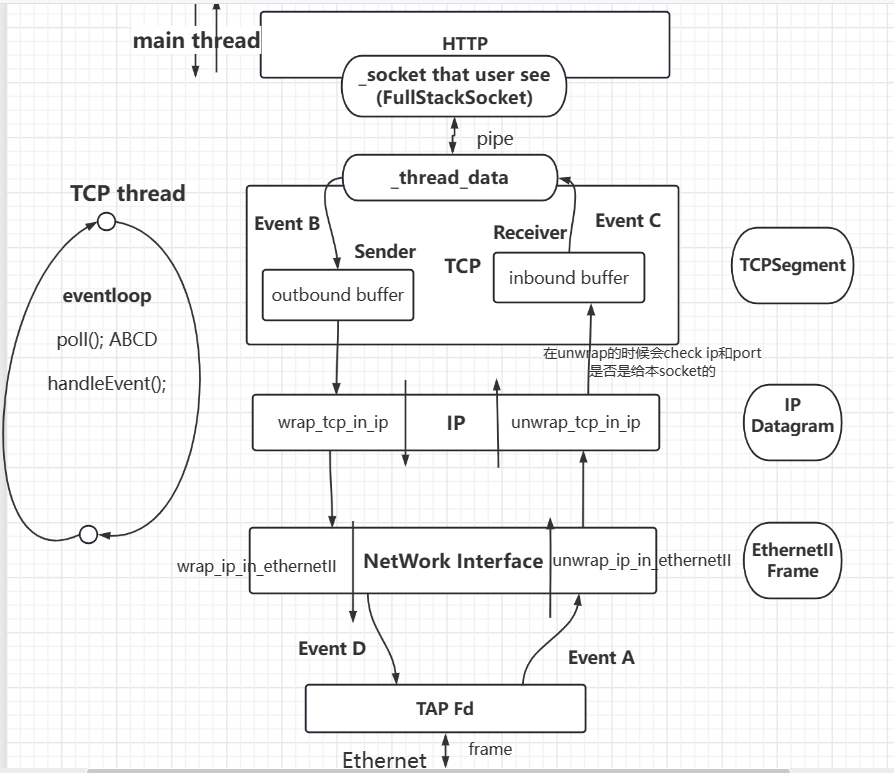 main thread
HTTP
_socket that user see
(FullStackSocket)
pipe
_thread_data
TCP thread
Event B
Sender
outbound buffer
TCP
Receiver
Event C
inbound buffer
TCPSegment
eventloop
poll(); ABCD
handleEvent();
在unwrap的时候会check ip和port
是否是给本socket的
wrap_tcp_in_ip
IP
unwrap_tcp_in_ip
IP
Datagram
wrap_ip_in_ethernetII
NetWork Interface
unwrap_ip_in_ethernetII
EthernetII
Frame
Event D
Event A
TAP Fd
Ethernet
frame